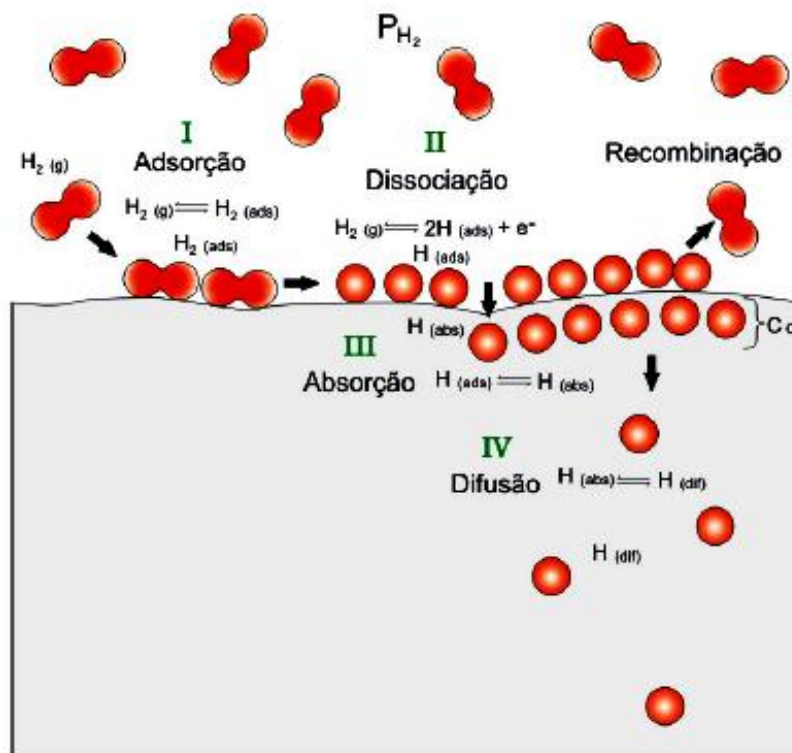 P H₂
I
Adsorção
H₂ (g) ⇌ H₂ (ads)
H₂ (g)
H₂ (ads)
II
Dissociação
H₂ (g) ⇌ 2H (ads) + e⁻
H (ads)
Recombinação
H (abs)
III
Absorção
H (ads) ⇌ H (abs)
IV
Difusão
H (abs) ⇌ H (dif)
H (dif)